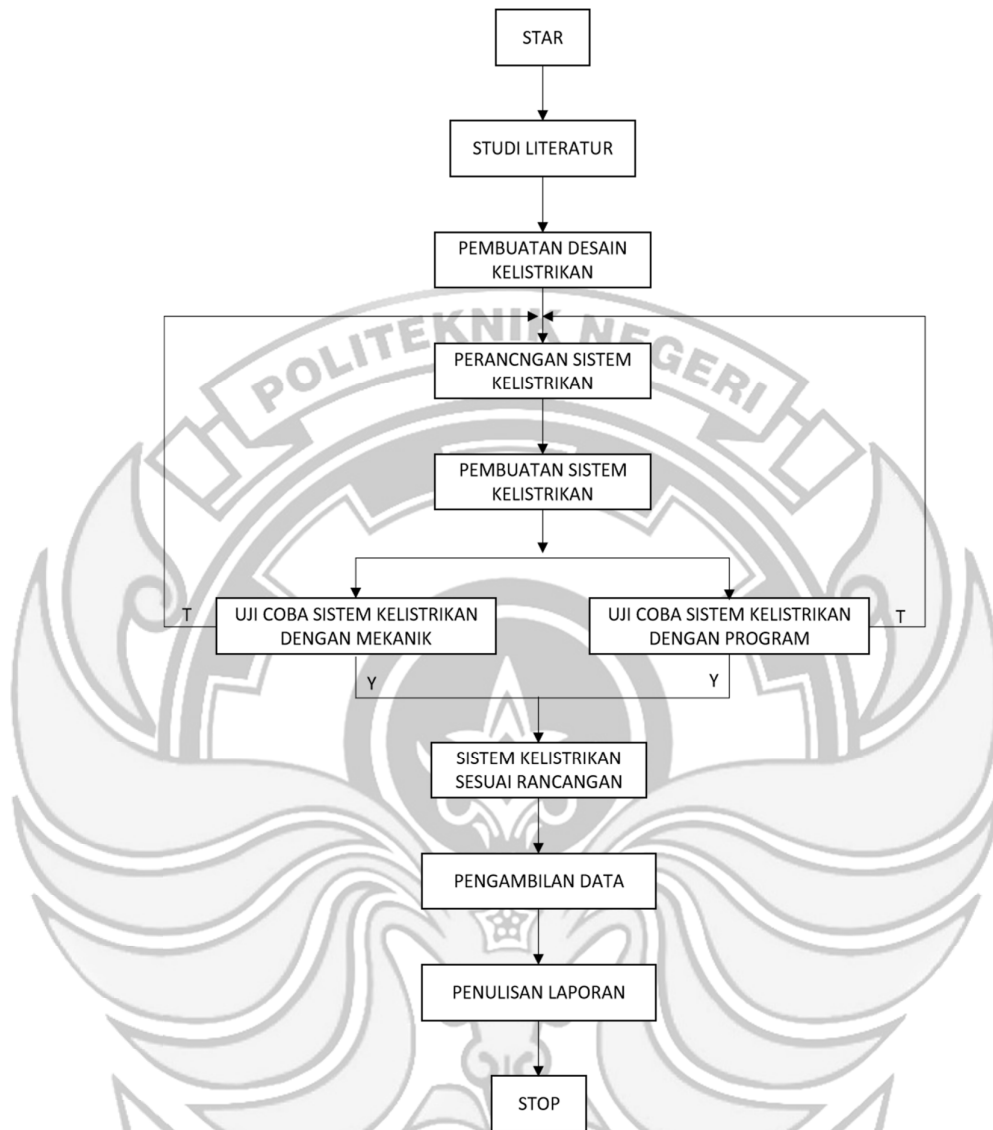 STAR
STUDI LITERATUR
PEMBUATAN DESAIN
KELISTRIKAN
POLITEKNIK NEGERI
PERANCNGAN SISTEM
KELISTRIKAN
PEMBUATAN SISTEM
KELISTRIKAN
T
UJI COBA SISTEM KELISTRIKAN
DENGAN MEKANIK
UJI COBA SISTEM KELISTRIKAN
DENGAN PROGRAM
T
Y
Y
SISTEM KELISTRIKAN
SESUAI RANCANGAN
PENGAMBILAN DATA
PENULISAN LAPORAN
STOP